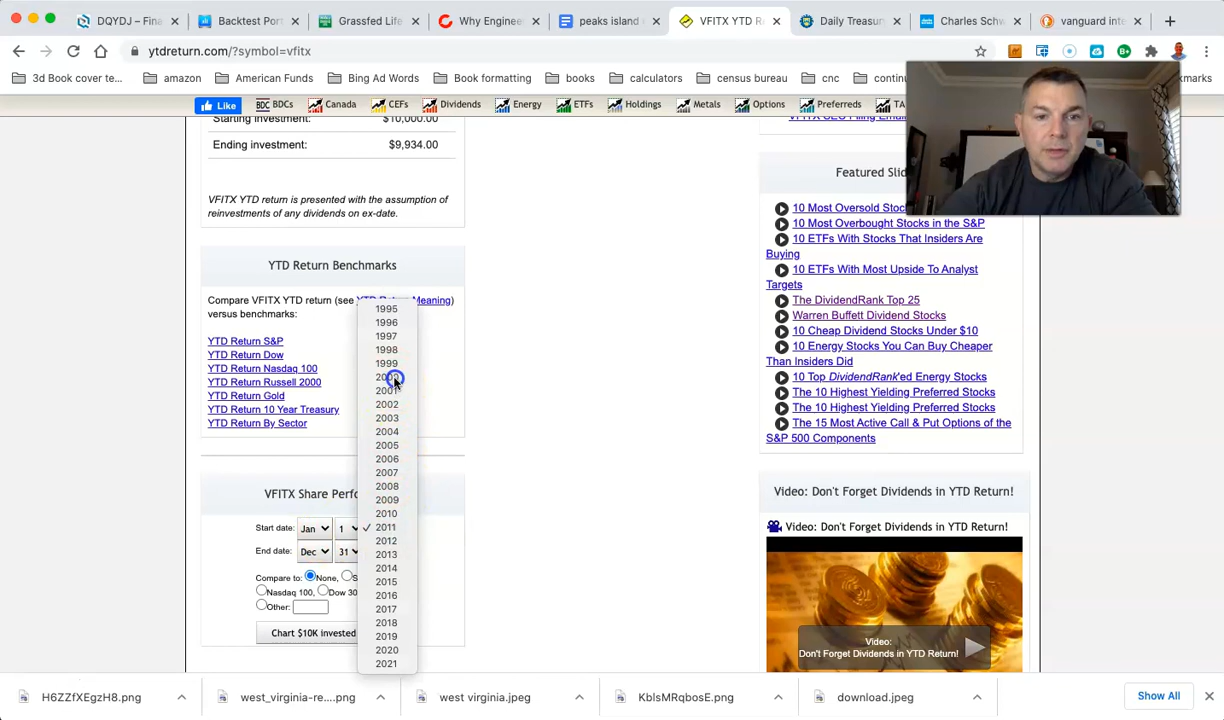 DQYDJ – Fina
Backtest Port
Grassfed Life
Why Enginee
peaks island
VFITX YTD R
Daily Treasury
Charles Schw
vanguard inte
ytdreturn.com/?symbol=vfitx
3d Book cover te...
amazon
American Funds
Bing Ad Words
Book formatting
books
calculators
census bureau
cnc
Like
BDCs
Canada
CEFs
Dividends
Energy
ETFs
Holdings
Metals
Options
Preferreds
Starting investment: $10,000.00
Ending investment: $9,934.00
VFITX YTD return is presented with the assumption of
reinvestments of any dividends on ex-date.
YTD Return Benchmarks
Compare VFITX YTD return (see YTD Return Meaning)
versus benchmarks:
YTD Return S&P
YTD Return Dow
YTD Return Nasdaq 100
YTD Return Russell 2000
YTD Return Gold
YTD Return 10 Year Treasury
YTD Return By Sector
VFITX Share Perfo
Start date: Jan 1
End date: Dec 31
Compare to: None, S
Nasdaq 100, Dow 30
Other:
Chart $10K invested
1995
1996
1997
1998
1999
2000
2001
2002
2003
2004
2005
2006
2007
2008
2009
2010
✓ 2011
2012
2013
2014
2015
2016
2017
2018
2019
2020
2021
VFITX SEC Filing Email
Featured Slid
10 Most Oversold Stock
10 Most Overbought Stocks in the S&P
10 ETFs With Stocks That Insiders Are
Buying
10 ETFs With Most Upside To Analyst
Targets
The DividendRank Top 25
Warren Buffett Dividend Stocks
10 Cheap Dividend Stocks Under $10
10 Energy Stocks You Can Buy Cheaper
Than Insiders Did
10 Top DividendRank'ed Energy Stocks
The 10 Highest Yielding Preferred Stocks
The 10 Highest Yielding Preferred Stocks
The 15 Most Active Call & Put Options of the
S&P 500 Components
Video: Don't Forget Dividends in YTD Return!
Video: Don't Forget Dividends in YTD Return!
Video:
Don't Forget Dividends in YTD Return!
H6ZZfXEgzH8.png
west_virginia-re....png
west virginia.jpeg
KblsMRqbosE.png
download.jpeg
Show All